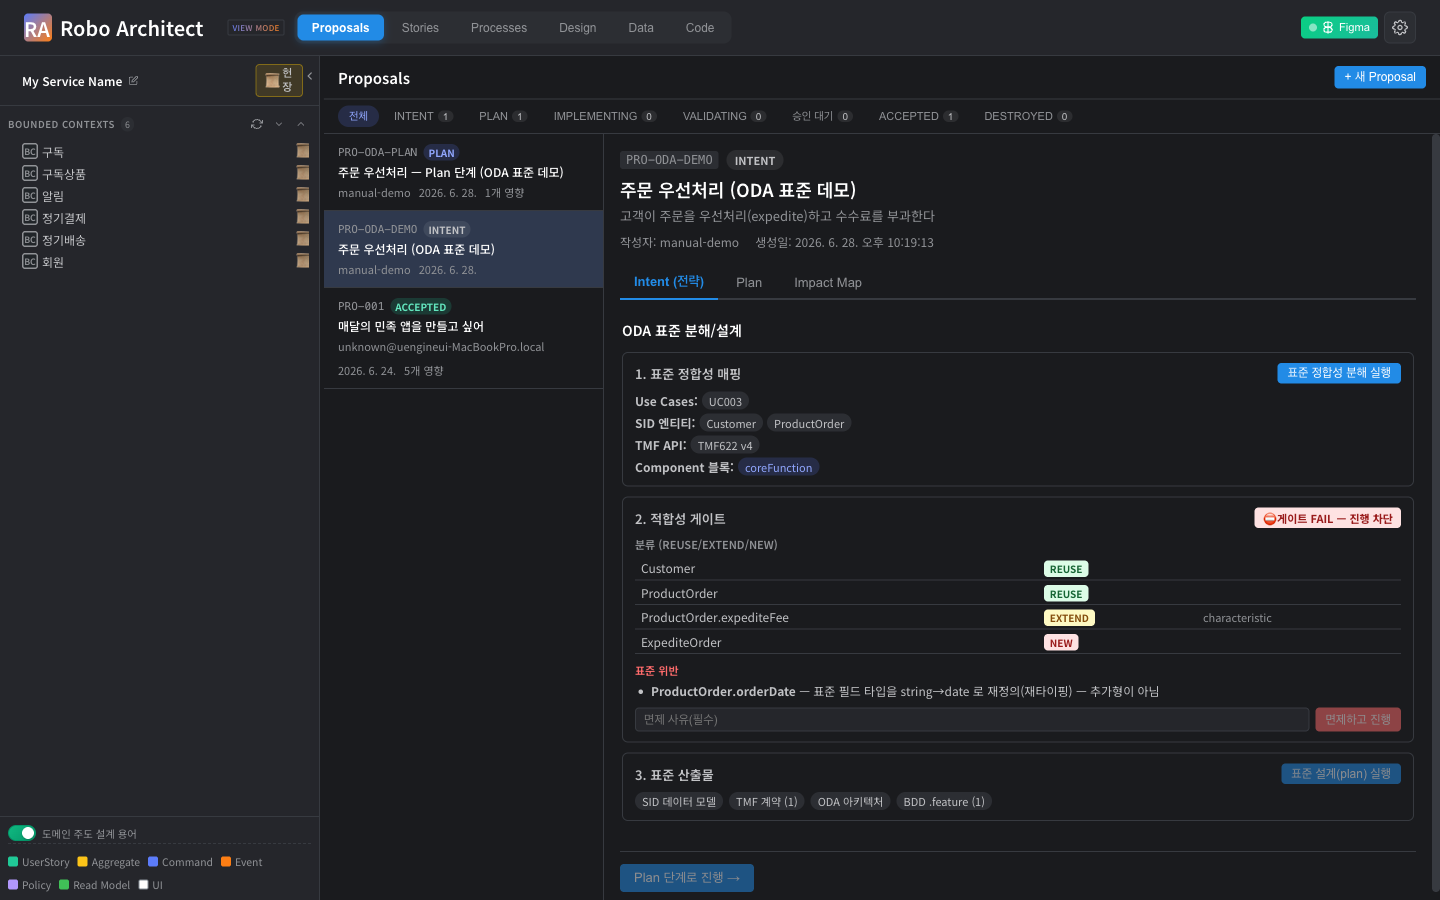 RA Robo Architect VIEW MODE Proposals Stories Processes Design Data Code Figma
My Service Name 헌장
Proposals + 새 Proposal
BOUNDED CONTEXTS 6
전체 INTENT 1 PLAN 1 IMPLEMENTING 0 VALIDATING 0 승인 대기 0 ACCEPTED 1 DESTROYED 0
BC 구독
BC 구독상품
BC 알림
BC 정기결제
BC 정기배송
BC 회원
PRO-ODA-PLAN PLAN
주문 우선처리 — Plan 단계 (ODA 표준 데모)
manual-demo 2026. 6. 28. 1개 영향
PRO-ODA-DEMO INTENT
주문 우선처리 (ODA 표준 데모)
manual-demo 2026. 6. 28.
PRO-001 ACCEPTED
매달의 민족 앱을 만들고 싶어
unknown@uengineui-MacBookPro.local
2026. 6. 24. 5개 영향
PRO-ODA-DEMO INTENT
주문 우선처리 (ODA 표준 데모)
고객이 주문을 우선처리(expedite)하고 수수료를 부과한다
작성자: manual-demo 생성일: 2026. 6. 28. 오후 10:19:13
Intent (전략) Plan Impact Map
ODA 표준 분해/설계
1. 표준 정합성 매핑 표준 정합성 분해 실행
Use Cases: UC003
SID 엔티티: Customer ProductOrder
TMF API: TMF622 v4
Component 블록: coreFunction
2. 적합성 게이트 ⛔게이트 FAIL — 진행 차단
분류 (REUSE/EXTEND/NEW)
Customer REUSE
ProductOrder REUSE
ProductOrder.expediteFee EXTEND characteristic
ExpediteOrder NEW
표준 위반
• ProductOrder.orderDate — 표준 필드 타입을 string→date 로 재정의(재타이핑) — 추가형이 아님
면제 사유(필수) 면제하고 진행
3. 표준 산출물 표준 설계(plan) 실행
SID 데이터 모델 TMF 계약 (1) ODA 아키텍처 BDD .feature (1)
Plan 단계로 진행 →
도메인 주도 설계 용어
UserStory Aggregate Command Event
Policy Read Model UI